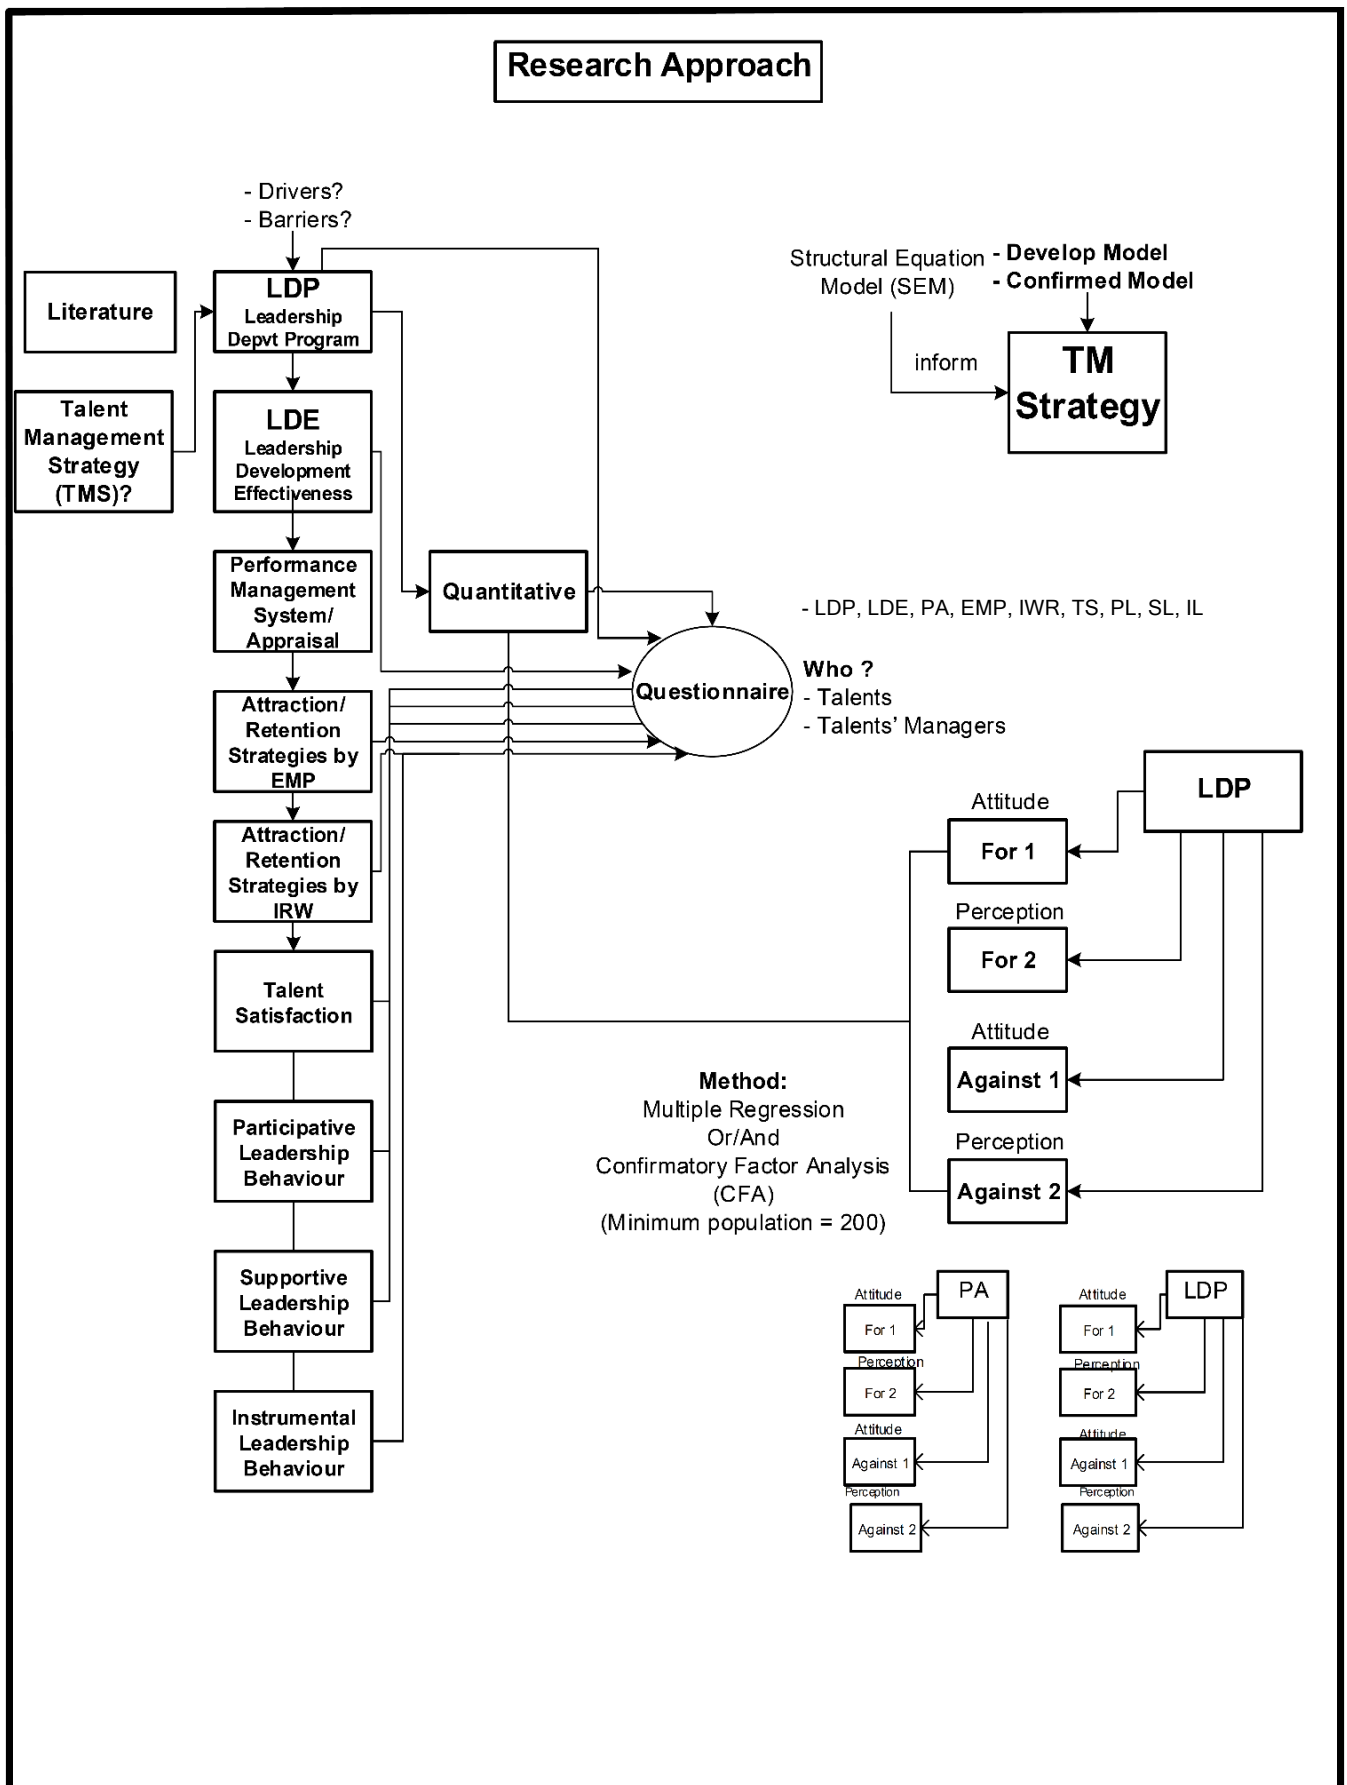 Research Approach
- Drivers?
- Barriers?
Literature
Talent
Management
Strategy
(TMS)?
LDP
Leadership
Depvt Program
LDE
Leadership
Development
Effectiveness
Performance
Management
System/
Appraisal
Attraction/
Retention
Strategies by
EMP
Attraction/
Retention
Strategies by
IRW
Talent
Satisfaction
Participative
Leadership
Behaviour
Supportive
Leadership
Behaviour
Instrumental
Leadership
Behaviour
Quantitative
Questionnaire
Structural Equation
Model (SEM)
- Develop Model
- Confirmed Model
inform
TM
Strategy
- LDP, LDE, PA, EMP, IWR, TS, PL, SL, IL
Who ?
- Talents
- Talents' Managers
LDP
Attitude
For 1
Perception
For 2
Attitude
Against 1
Perception
Against 2
Method:
Multiple Regression
Or/And
Confirmatory Factor Analysis
(CFA)
(Minimum population = 200)
PA
Attitude
For 1
Perception
For 2
Attitude
Against 1
Perception
Against 2
LDP
Attitude
For 1
Perception
For 2
Attitude
Against 1
Perception
Against 2